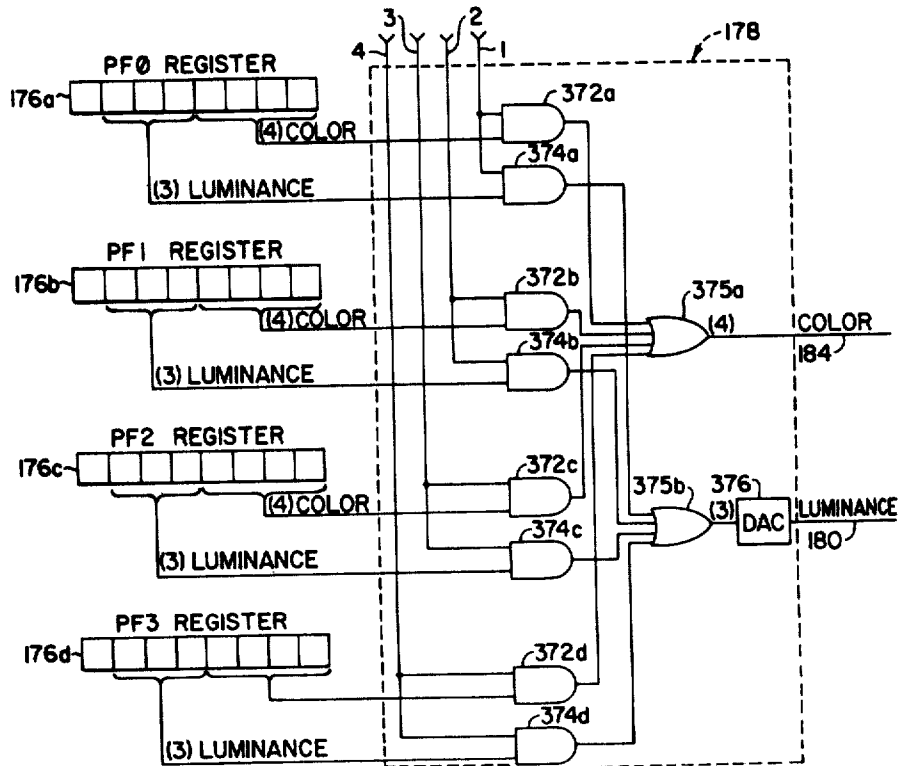 3
2
4
1
178
PFØ REGISTER
176a
372a
(4) COLOR
374a
(3) LUMINANCE
PF1 REGISTER
176b
372b
375a
(4)COLOR
(4)
COLOR
184
374b
(3) LUMINANCE
PF2 REGISTER
176c
372c
375b
376
(4)COLOR
(3)
DAC
LUMINANCE
180
374c
(3) LUMINANCE
PF3 REGISTER
176d
372d
374d
(3) LUMINANCE